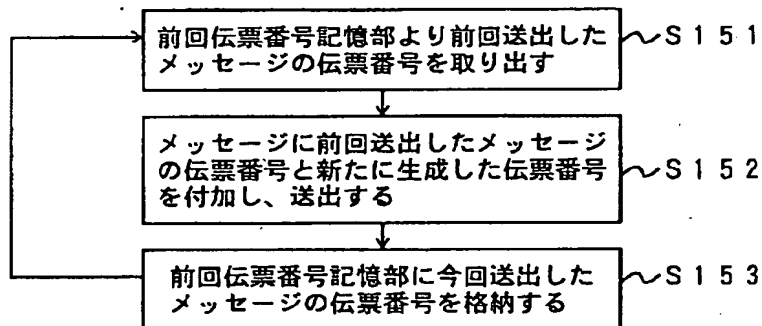 前回伝票番号記憶部より前回送出した
メッセージの伝票番号を取り出す
S151
メッセージに前回送出したメッセージ
の伝票番号と新たに生成した伝票番号
を付加し、送出する
S152
前回伝票番号記憶部に今回送出した
メッセージの伝票番号を格納する
S153